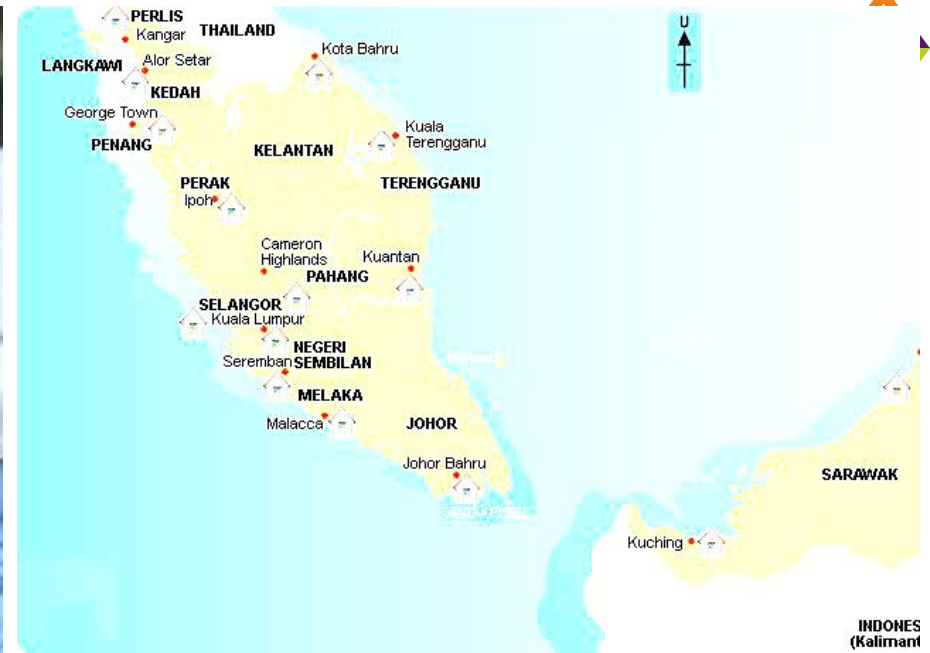 PERLIS
Kangar
THAILAND
U
Kota Bahru
LANGKAWI
Alor Setar
KEDAH
George Town
PENANG
Kuala
Terengganu
KELANTAN
TERENGGANU
PERAK
Ipoh
Cameron
Highlands
Kuantan
PAHANG
SELANGOR
Kuala Lumpur
NEGERI
SEMBILAN
Seremban
MELAKA
Malacca
JOHOR
Johor Bahru
SARAWAK
Kuching
INDONES
(Kalimant